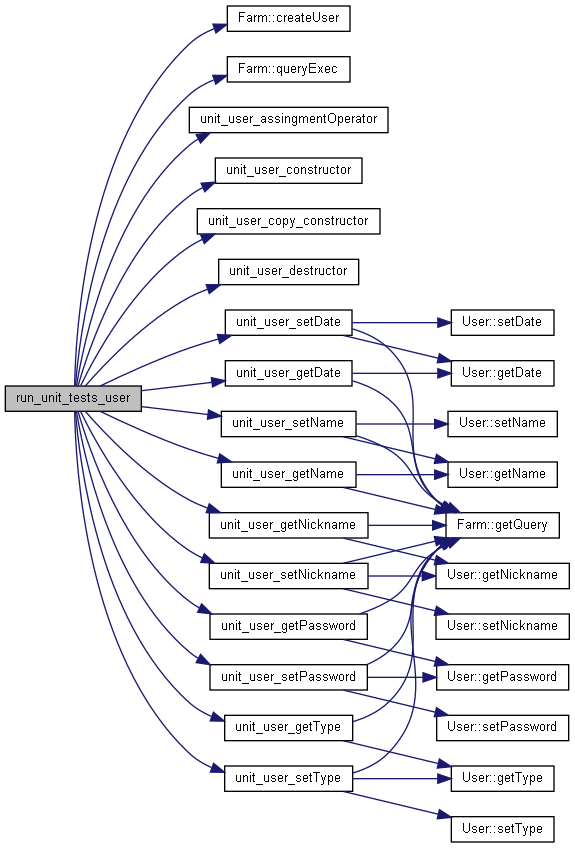 Farm::createUser
Farm::queryExec
unit_user_assingmentOperator
unit_user_constructor
unit_user_copy_constructor
unit_user_destructor
unit_user_setDate
User::setDate
unit_user_getDate
User::getDate
run_unit_tests_user
unit_user_setName
User::setName
unit_user_getName
User::getName
unit_user_getNickname
Farm::getQuery
unit_user_setNickname
User::getNickname
unit_user_getPassword
User::setNickname
unit_user_setPassword
User::getPassword
unit_user_getType
User::setPassword
unit_user_setType
User::getType
User::setType